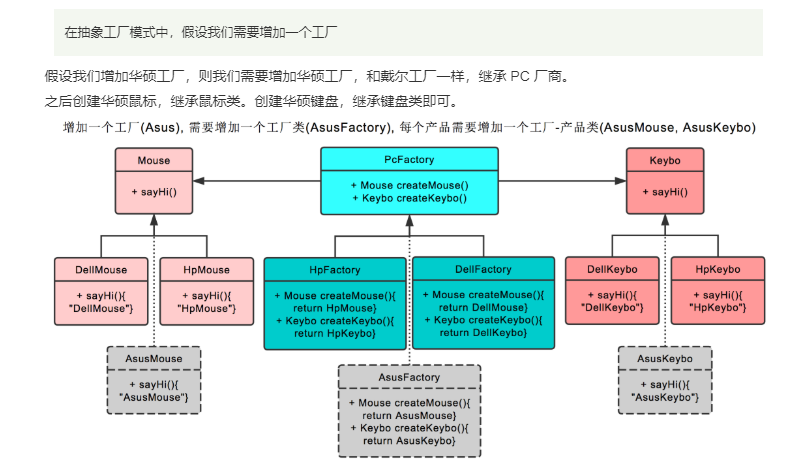 在抽象工厂模式中，假设我们需要增加一个工厂
假设我们增加华硕工厂，则我们需要增加华硕工厂，和戴尔工厂一样，继承 PC 厂商。
之后创建华硕鼠标，继承鼠标类。创建华硕键盘，继承键盘类即可。
增加一个工厂(Asus), 需要增加一个工厂类(AsusFactory), 每个产品需要增加一个工厂-产品类(AsusMouse, AsusKeybo)
Mouse
+ sayHi()
PcFactory
+ Mouse createMouse()
+ Keybo createKeybo()
Keybo
+ sayHi()
DellMouse
+ sayHi(){
"DellMouse"}
HpMouse
+ sayHi(){
"HpMouse"}
HpFactory
+ Mouse createMouse(){
return HpMouse}
+ Keybo createKeybo(){
return HpKeybo}
DellFactory
+ Mouse createMouse(){
return DellMouse}
+ Keybo createKeybo(){
return DellKeybo}
DellKeybo
+ sayHi(){
"DellKeybo"}
HpKeybo
+ sayHi(){
"HpKeybo"}
AsusMouse
+ sayHi(){
"AsusMouse"}
AsusFactory
+ Mouse createMouse(){
return AsusMouse}
+ Keybo createKeybo(){
return AsusKeybo}
AsusKeybo
+ sayHi(){
"AsusKeybo"}